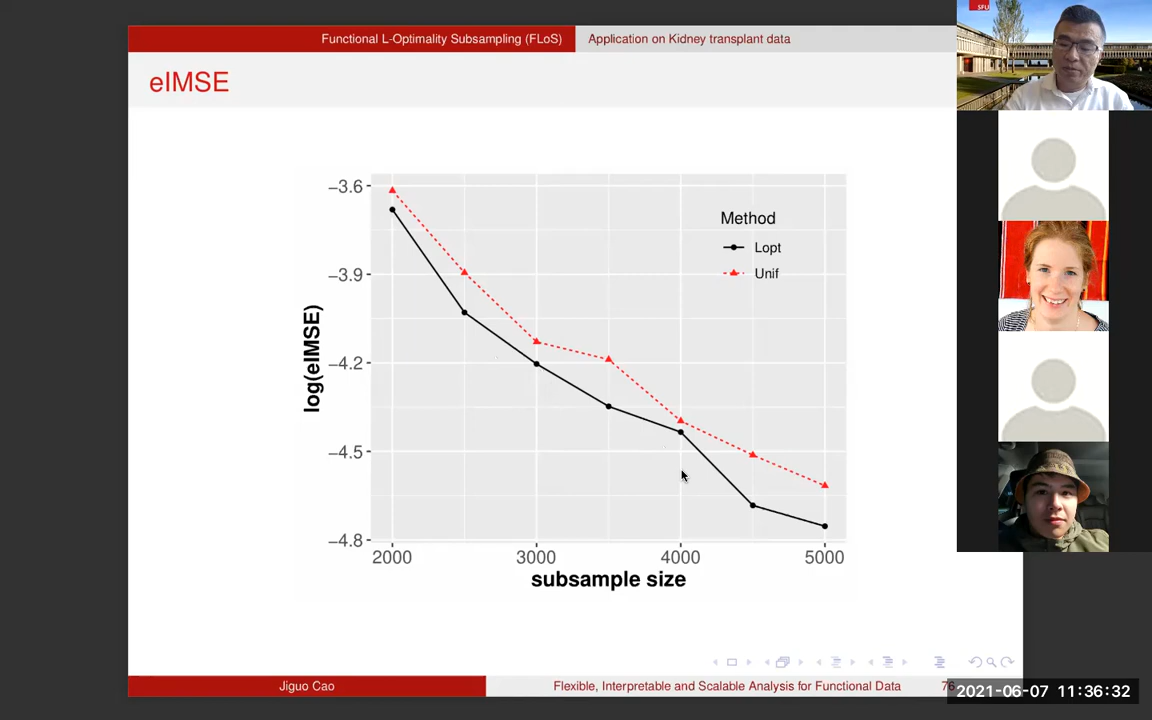 Functional L-Optimality Subsampling (FLoS)
Application on Kidney transplant data
SFU
eIMSE
−3.6
−3.9
−4.2
−4.5
−4.8
log(eIMSE)
Method
Lopt
Unif
2000
3000
4000
5000
subsample size
Jiguo Cao
Flexible, Interpretable and Scalable Analysis for Functional Data
76
2021-06-07 11:36:32